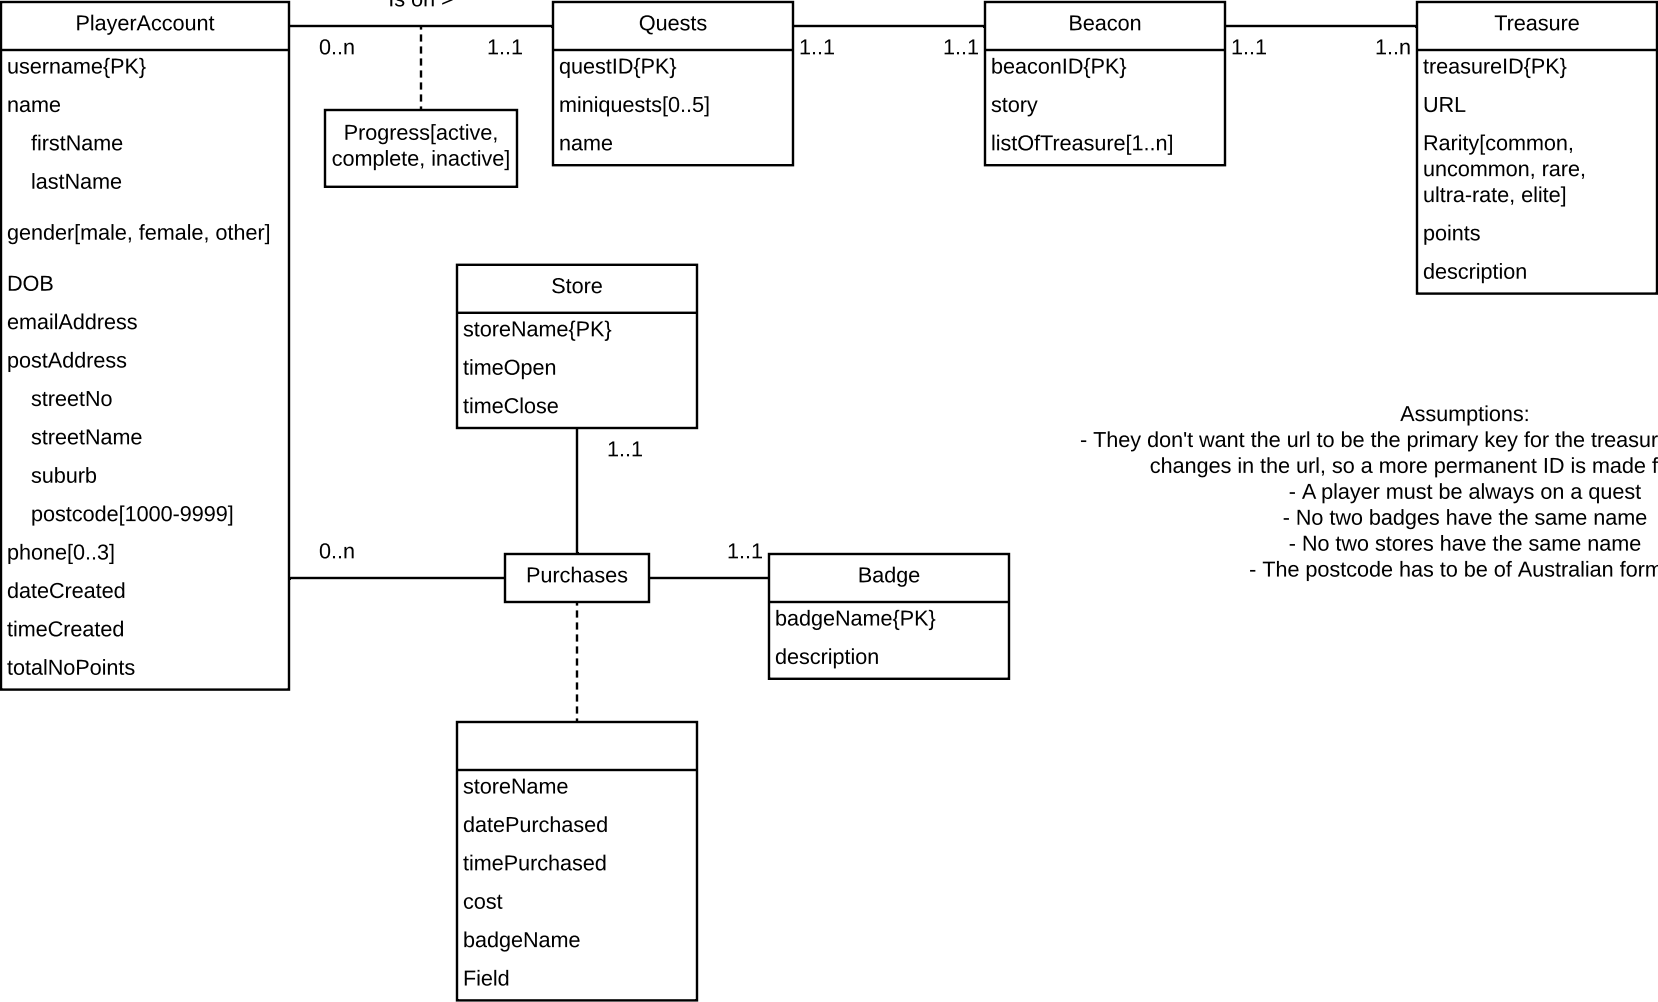 is on >
PlayerAccount
username{PK}
name
firstName
lastName
gender[male, female, other]
DOB
emailAddress
postAddress
streetNo
streetName
suburb
postcode[1000-9999]
phone[0..3]
dateCreated
timeCreated
totalNoPoints
0..n
1..1
Progress[active,
complete, inactive]
Quests
questID{PK}
miniquests[0..5]
name
1..1
1..1
Beacon
beaconID{PK}
story
listOfTreasure[1..n]
1..1
1..n
Treasure
treasureID{PK}
URL
Rarity[common,
uncommon, rare,
ultra-rate, elite]
points
description
Store
storeName{PK}
timeOpen
timeClose
1..1
0..n
Purchases
1..1
Badge
badgeName{PK}
description
storeName
datePurchased
timePurchased
cost
badgeName
Field
Assumptions:
- They don't want the url to be the primary key for the
changes in the url, so a more permanent ID is made
- A player must be always on a quest
- No two badges have the same name
- No two stores have the same name
- The postcode has to be of Australian